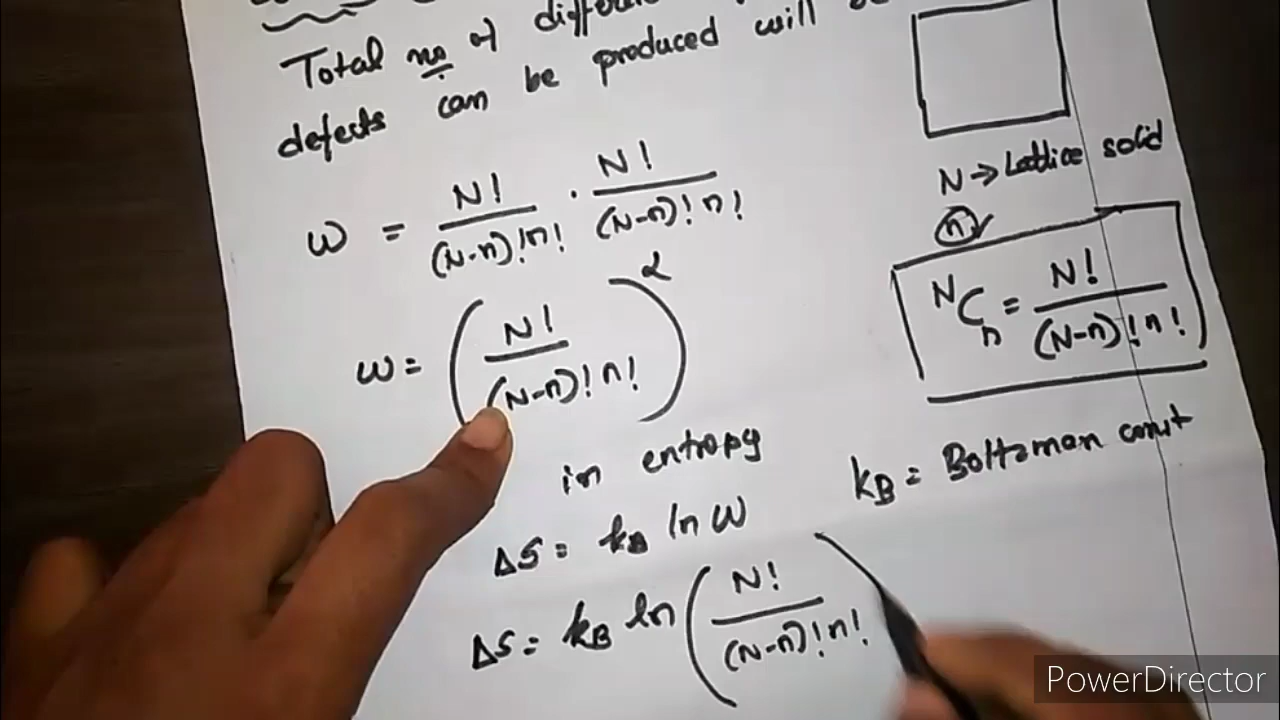 Total no of different
defects can be produced will be
ω = N!/(N-n)!n! · N!/(N-n)!n!
ω = (N!/(N-n)!n!)²
in entropy
ΔS = kB ln ω
ΔS = kB ln (N!/(N-n)!n!)
N → Lattice solid
n ✓
NCn = N!/(N-n)!n!
kB = Boltzman const
PowerDirector